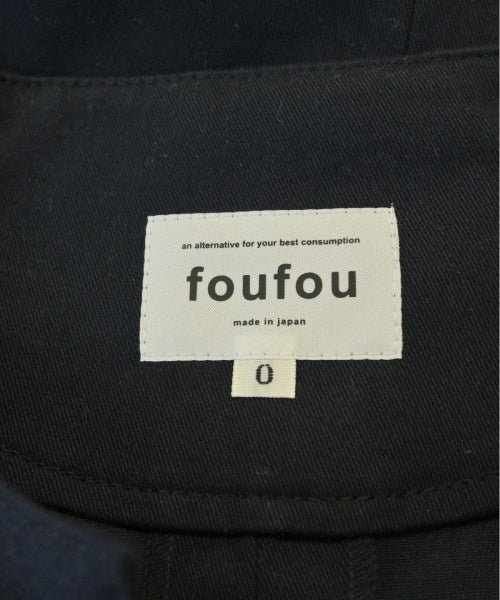 an alternative for your best consumption
foufou
made in japan
0